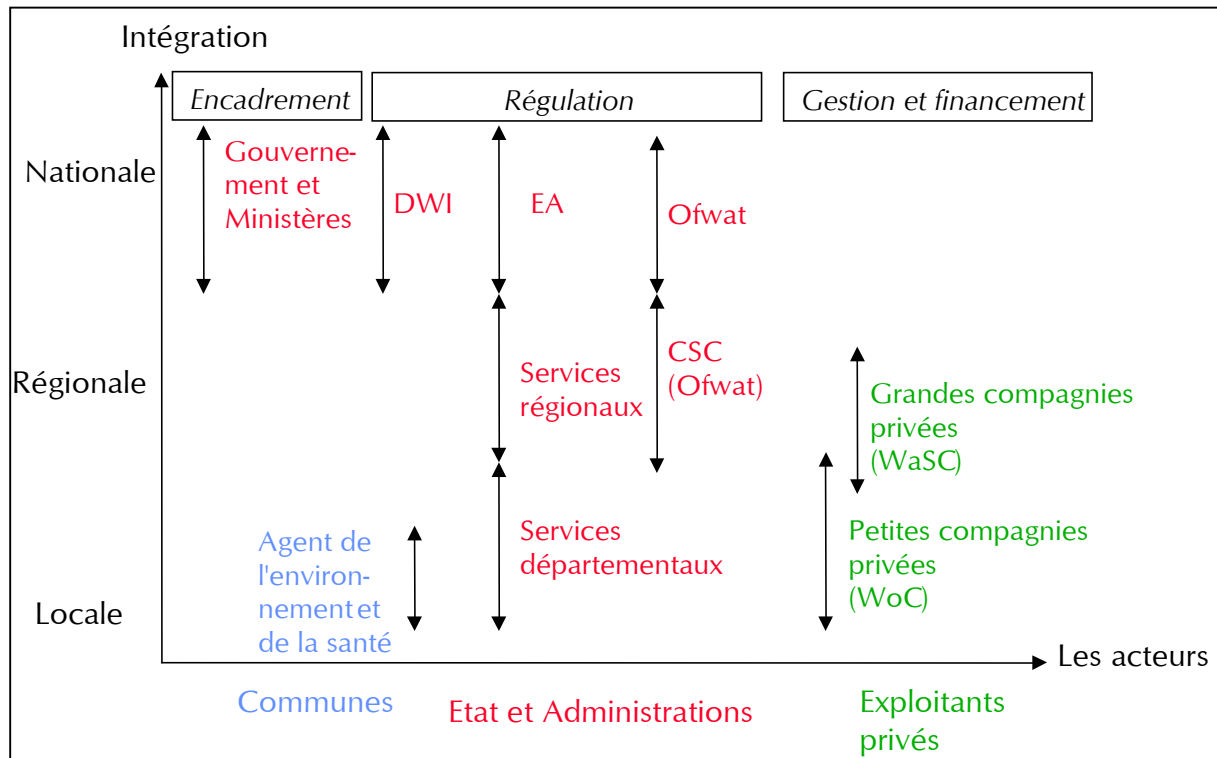 Intégration
Encadrement
Régulation
Gestion et financement
Nationale
Gouverne-
ment et
Ministères
DWI
EA
Ofwat
Régionale
Services
régionaux
CSC
(Ofwat)
Grandes compagnies
privées
(WaSC)
Agent de
l'environ-
nement et
de la santé
Services
départementaux
Petites compagnies
privées
(WoC)
Locale
Les acteurs
Communes
Etat et Administrations
Exploitants
privés